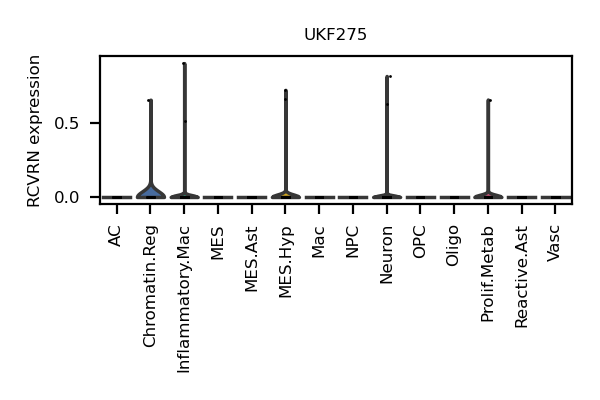 UKF275
RCVRN expression
0.5
0.0
AC
Chromatin.Reg
Inflammatory.Mac
MES
MES.Ast
MES.Hyp
Mac
NPC
Neuron
OPC
Oligo
Prolif.Metab
Reactive.Ast
Vasc